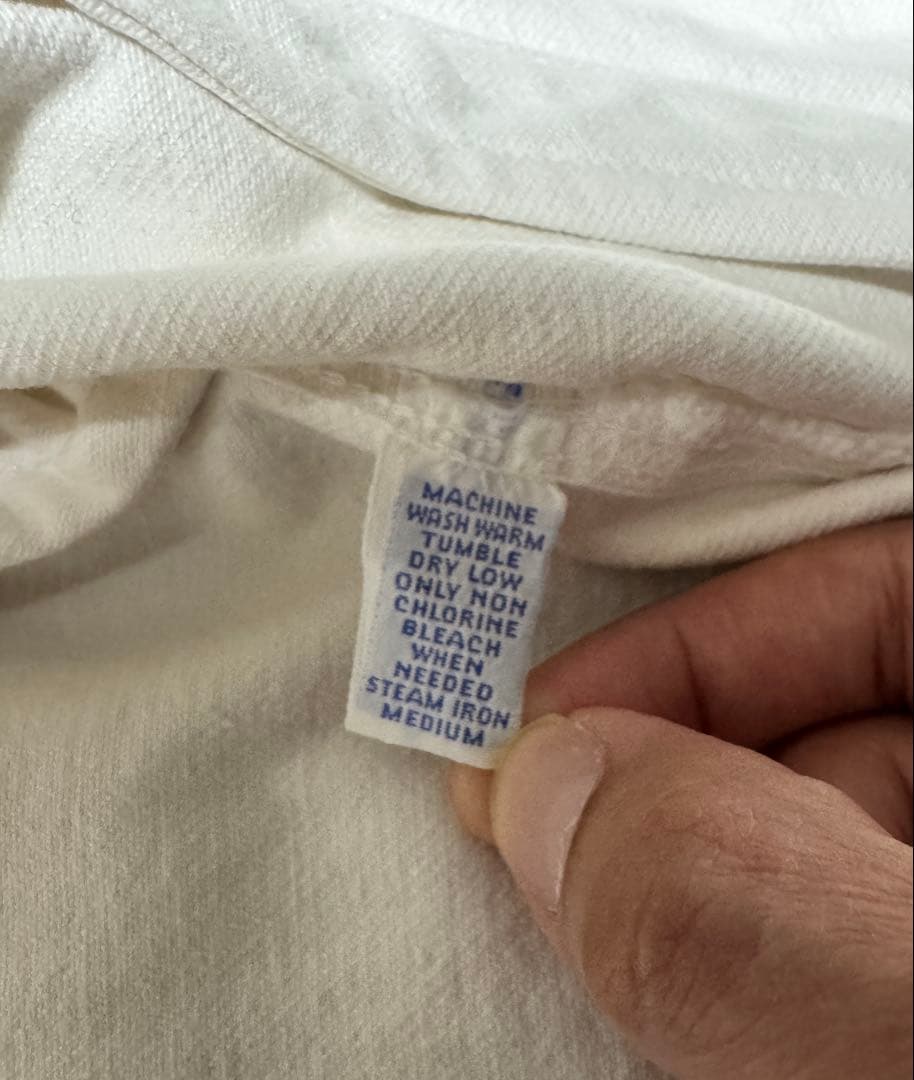 MACHINE
WASH WARM
TUMBLE
DRY LOW
ONLY NON
CHLORINE
BLEACH
WHEN
NEEDED
STEAM IRON
MEDIUM